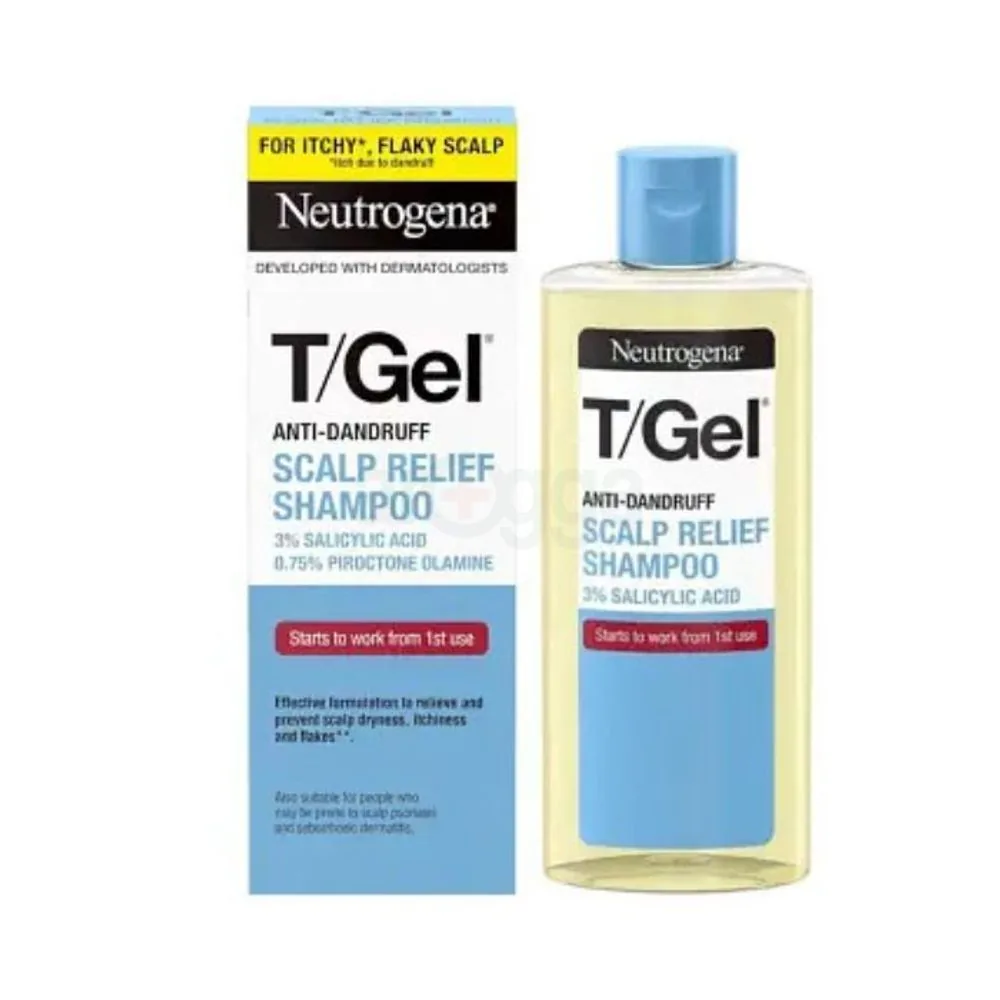 T/Gel
FOR ITCHY*, FLAKY SCALP
*Itch due to dandruff
Neutrogena®
DEVELOPED WITH DERMATOLOGISTS
T/Gel®
ANTI-DANDRUFF
SCALP RELIEF
SHAMPOO
3% SALICYLIC ACID
0.75% PIROCTONE OLAMINE
Starts to work from 1st use
Effective formulation to relieve and
prevent scalp dryness, itchiness
and flakes**.
Also suitable for people who
may be prone to scalp psoriasis
and seborrhoeic dermatitis.
Neutrogena®
T/Gel®
ANTI-DANDRUFF
SCALP RELIEF
SHAMPOO
3% SALICYLIC ACID
Starts to work from 1st use